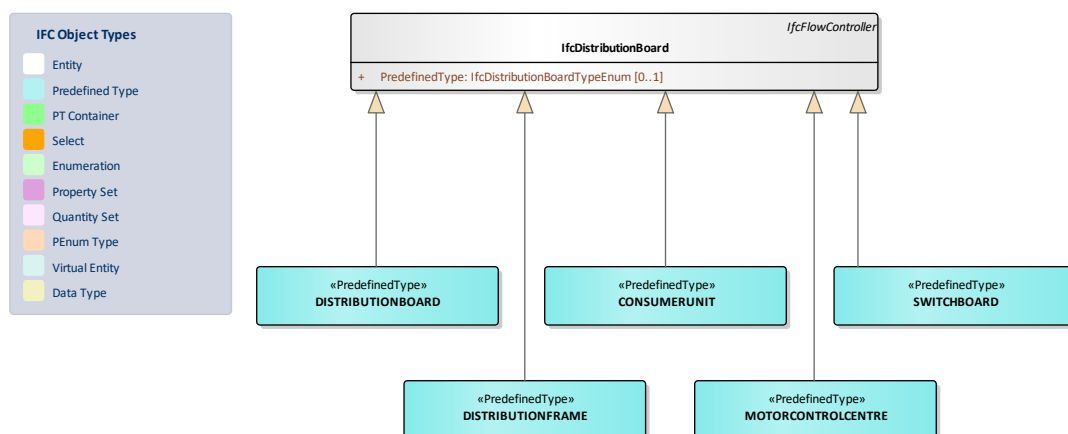 IFC Object Types
Entity
Predefined Type
PT Container
Select
Enumeration
Property Set
Quantity Set
PEnum Type
Virtual Entity
Data Type
IfcFlowController
IfcDistributionBoard
+ PredefinedType: IfcDistributionBoardTypeEnum [0..1]
«PredefinedType»
DISTRIBUTIONBOARD
«PredefinedType»
CONSUMERUNIT
«PredefinedType»
SWITCHBOARD
«PredefinedType»
DISTRIBUTIONFRAME
«PredefinedType»
MOTORCONTROLCENTRE